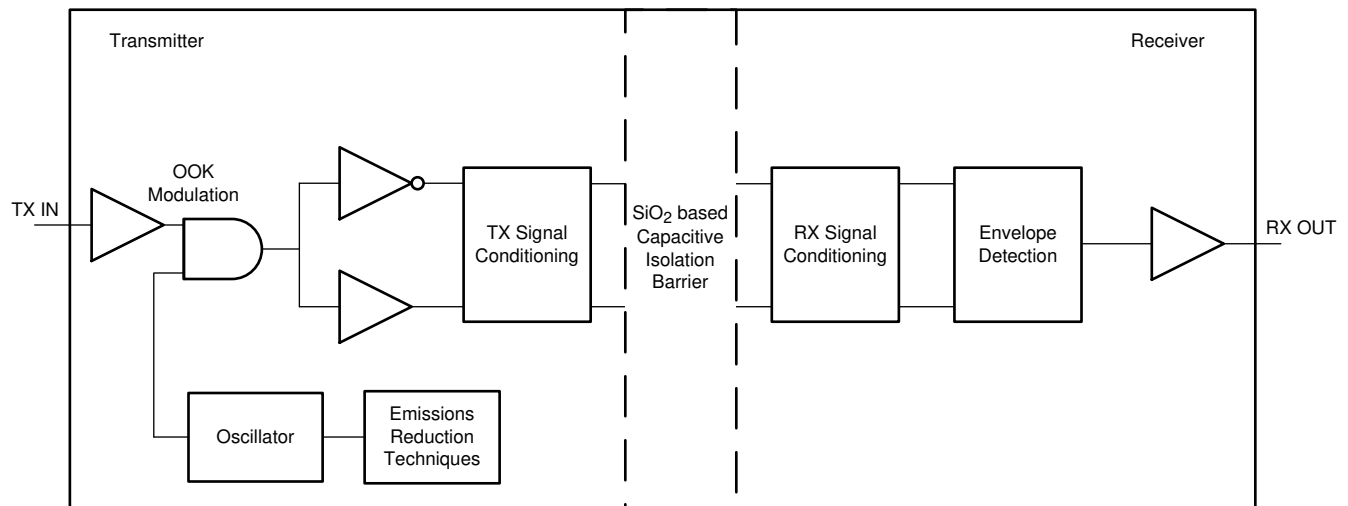 Transmitter
Receiver
OOK
Modulation
TX IN
TX Signal
Conditioning
SiO2 based
Capacitive
Isolation
Barrier
RX Signal
Conditioning
Envelope
Detection
RX OUT
Oscillator
Emissions
Reduction
Techniques